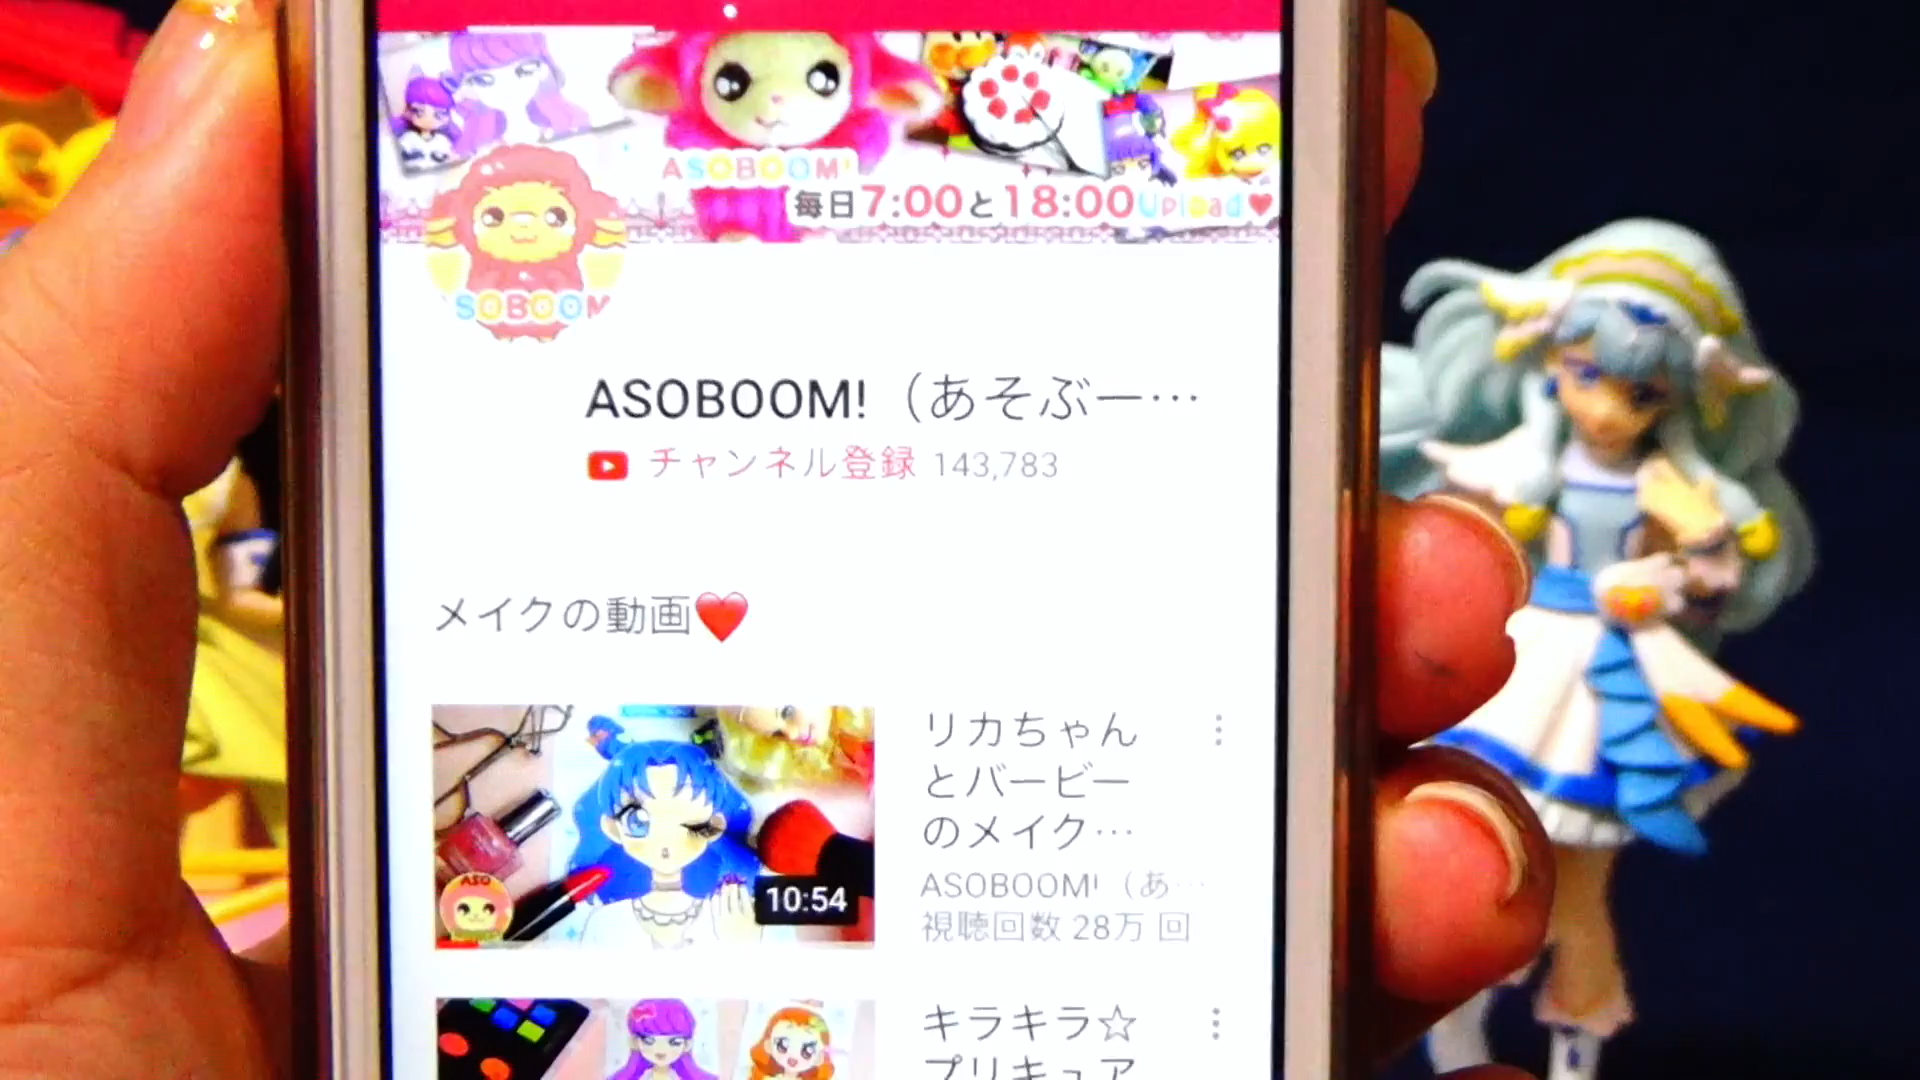 ASOBOOM!
毎日7:00と18:00Upload♥
SOBOOM
ASOBOOM!（あそぶー…
チャンネル登録 143,783
メイクの動画❤
リカちゃん
とバービー
のメイク…
ASO
10:54
ASOBOOM!（あ…
視聴回数 28万 回
キラキラ☆
プリキュア